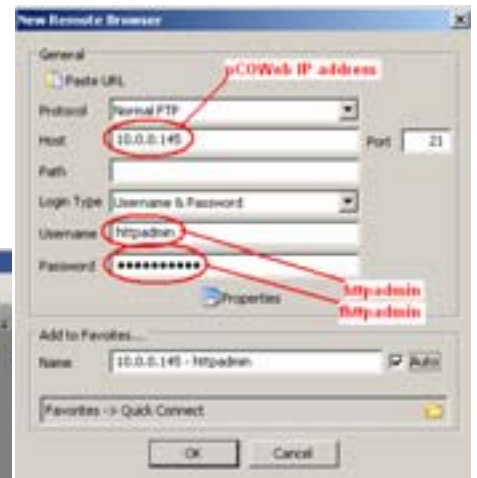 New Remote Browser
General
Paste URL
pCOWeb IP address
Protocol Normal FTP
Host 10.0.0.145 Port 21
Path
Login Type Username & Password
Username httpadmin
Password ●●●●●●●●●●
httpadmin
fhttpadmin
Properties
Add to Favorites...
Name 10.0.0.145 - httpadmin Auto
Favorites -> Quick Connect
OK Cancel